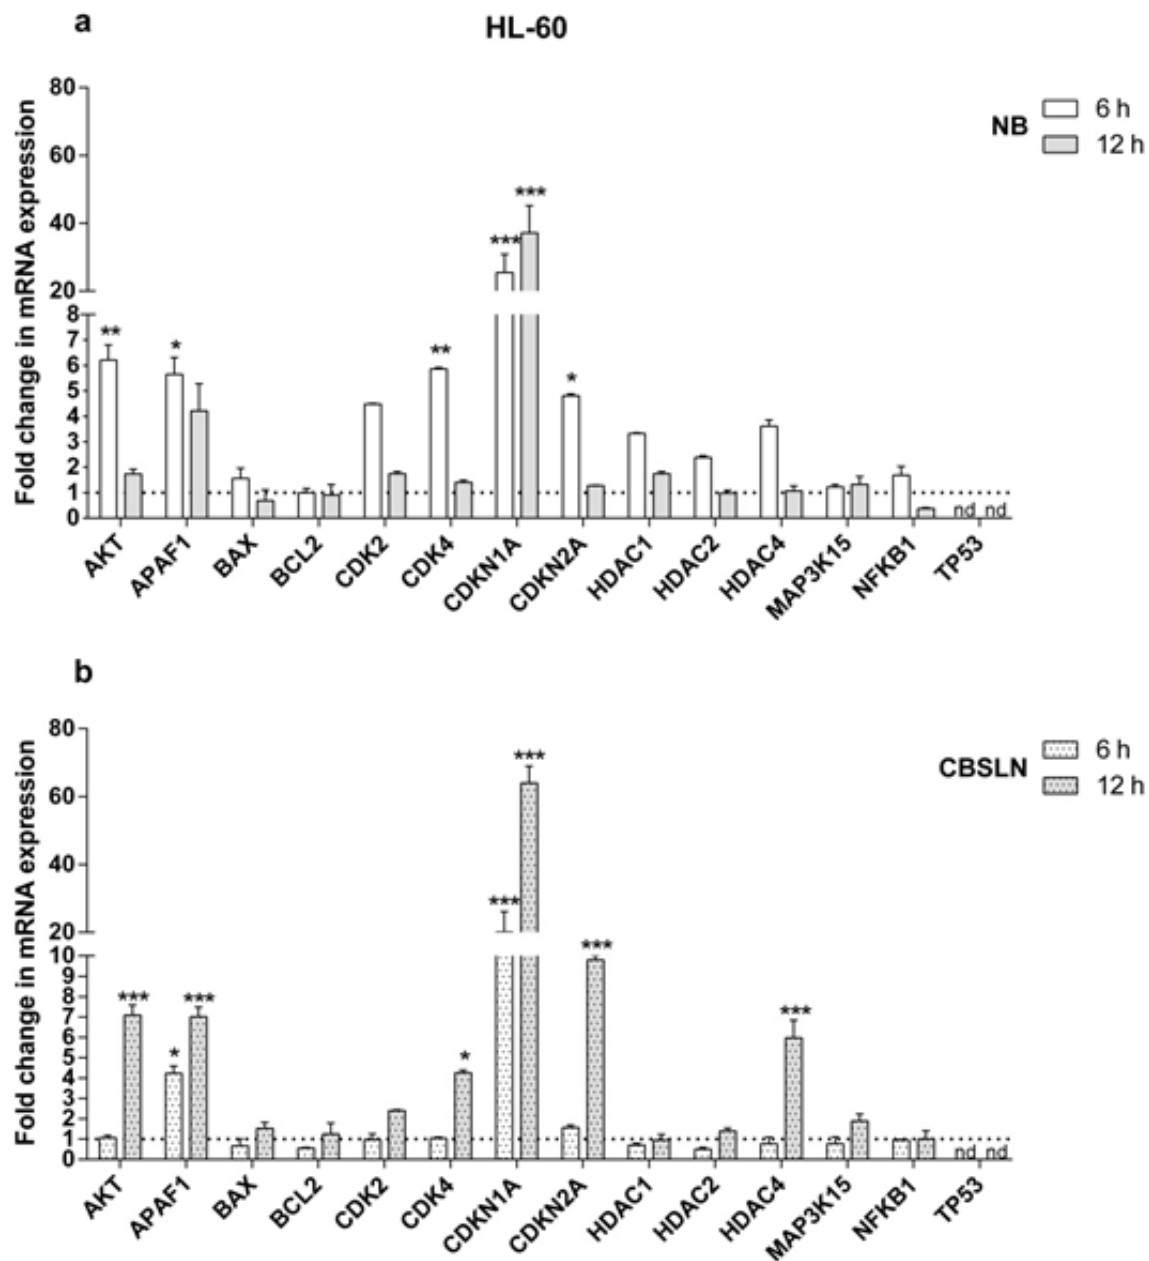 a
HL-60
Fold change in mRNA expression
80
60
40
20
8
7
6
5
4
3
2
1
0
NB
6 h
12 h
** * ** *** *** *
nd nd
AKT APAF1 BAX BCL2 CDK2 CDK4 CDKN1A CDKN2A HDAC1 HDAC2 HDAC4 MAP3K15 NFKB1 TP53
b
Fold change in mRNA expression
80
60
40
20
10
9
8
7
6
5
4
3
2
1
0
CBSLN
6 h
12 h
*** * *** * *** *** *** ***
nd nd
AKT APAF1 BAX BCL2 CDK2 CDK4 CDKN1A CDKN2A HDAC1 HDAC2 HDAC4 MAP3K15 NFKB1 TP53